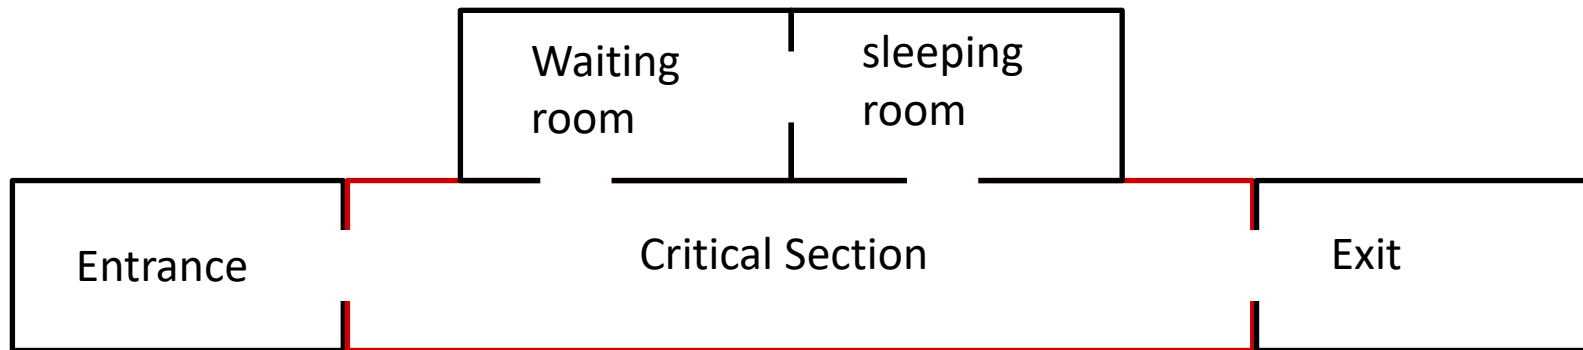 Waiting
room
sleeping
room
Entrance
Critical Section
Exit